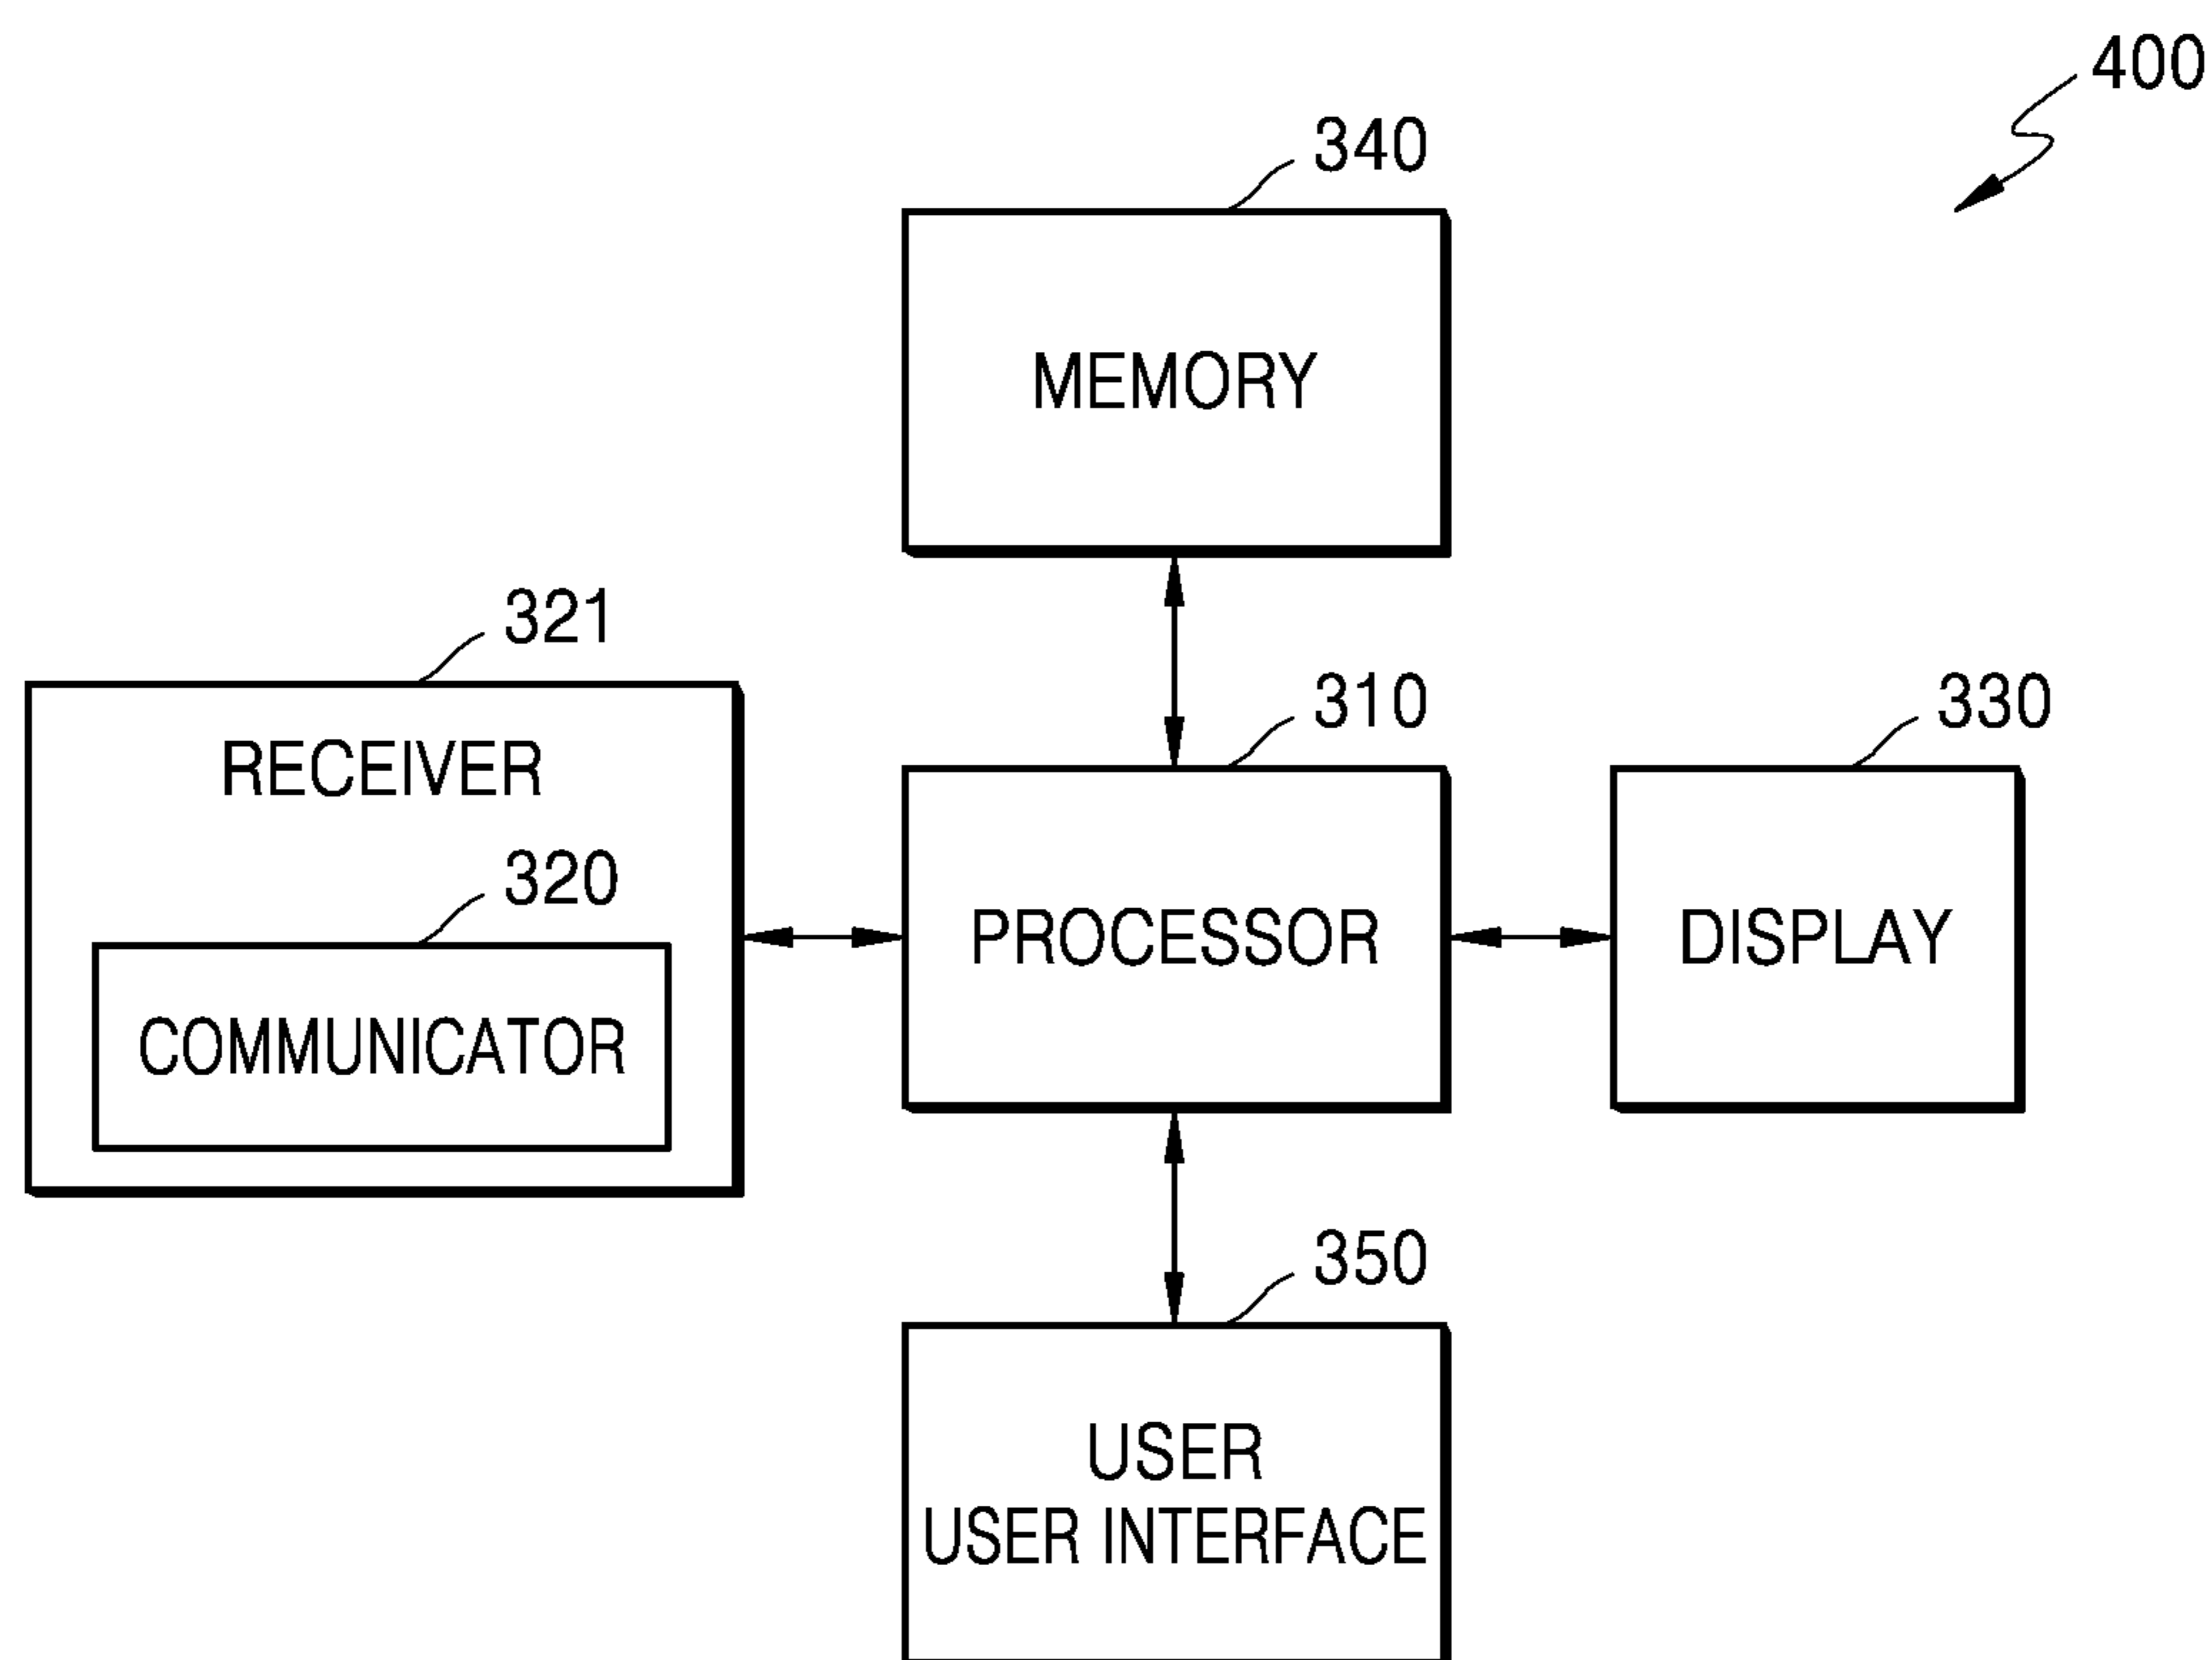 400
340
MEMORY
321
RECEIVER
320
COMMUNICATOR
310
PROCESSOR
330
DISPLAY
350
USER
USER INTERFACE